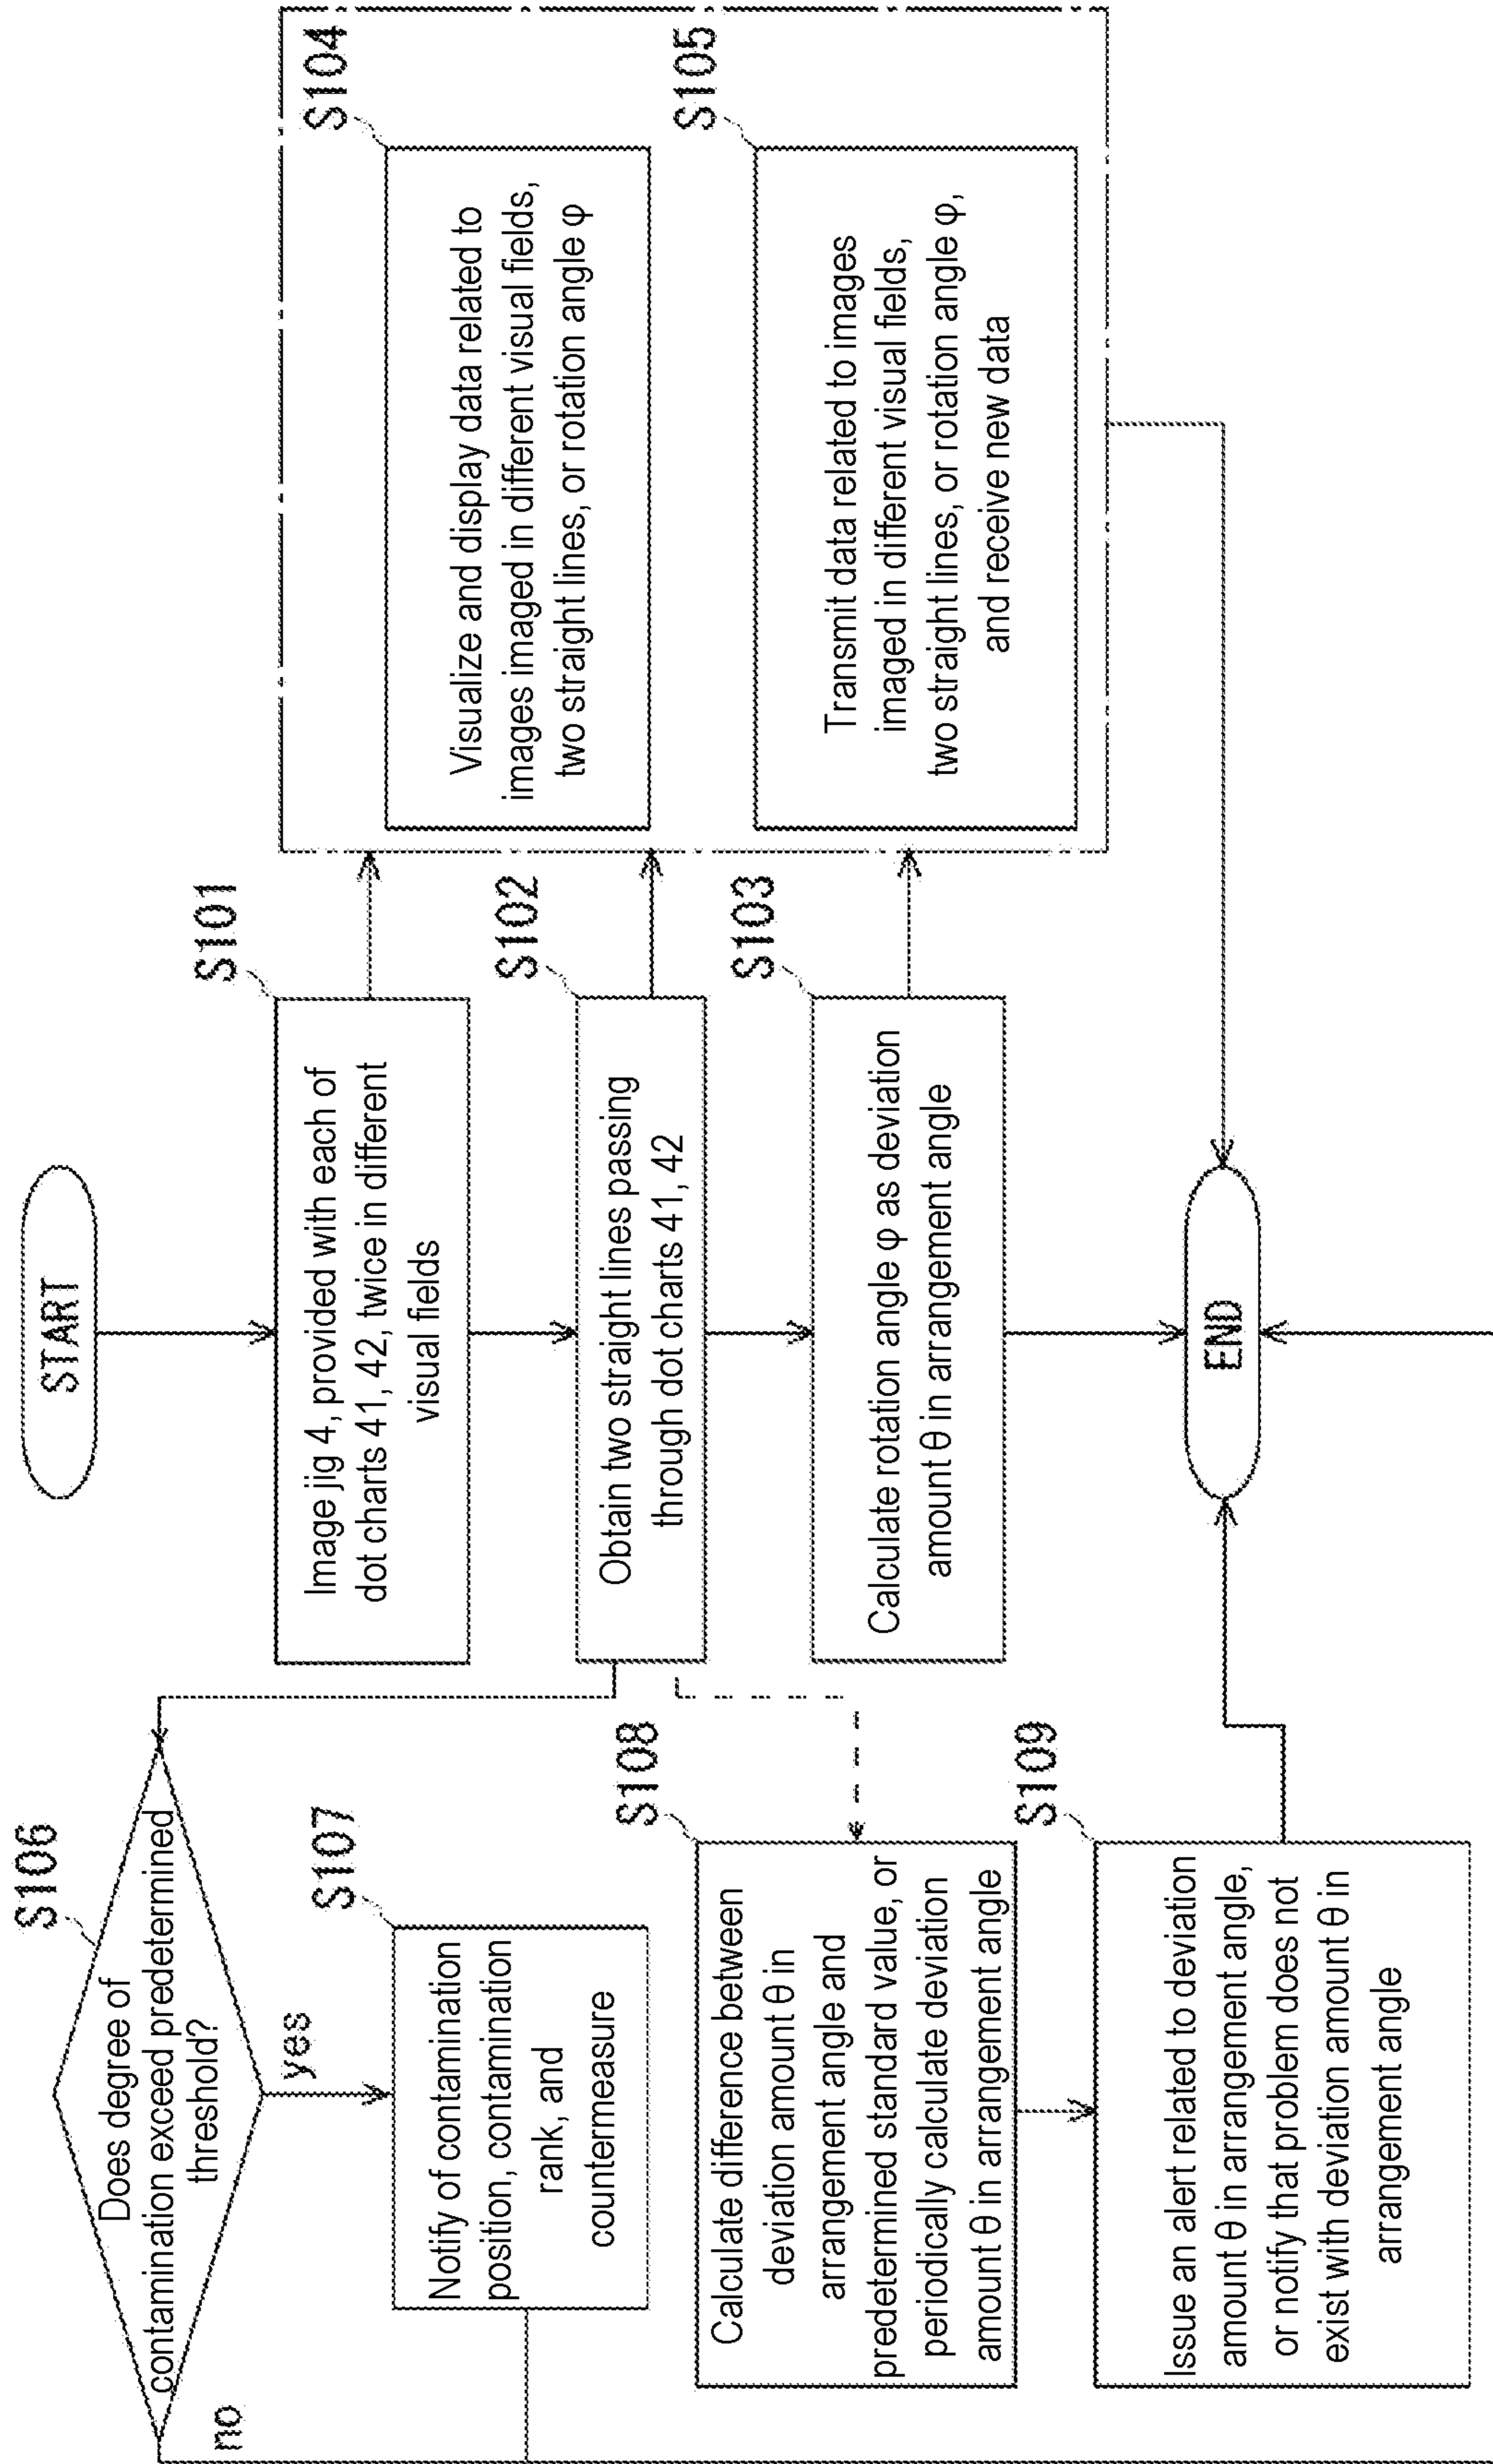 START
S101
Image jig 4, provided with each of
dot charts 41, 42, twice in different
visual fields
S102
Obtain two straight lines passing
through dot charts 41, 42
S103
Calculate rotation angle φ as deviation
amount θ in arrangement angle
END
S104
Visualize and display data related to
images imaged in different visual fields,
two straight lines, or rotation angle φ
S105
Transmit data related to images
imaged in different visual fields,
two straight lines, or rotation angle φ,
and receive new data
S106
Does degree of
contamination exceed predetermined
threshold?
no
yes
S107
Notify of contamination
position, contamination
rank, and
countermeasure
S108
Calculate difference between
deviation amount θ in
arrangement angle and
predetermined standard value, or
periodically calculate deviation
amount θ in arrangement angle
S109
Issue an alert related to deviation
amount θ in arrangement angle,
or notify that problem does not
exist with deviation amount θ in
arrangement angle